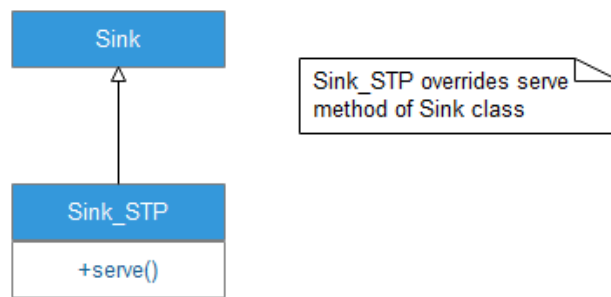 Sink
Sink_STP overrides serve
method of Sink class
Sink_STP
+serve()